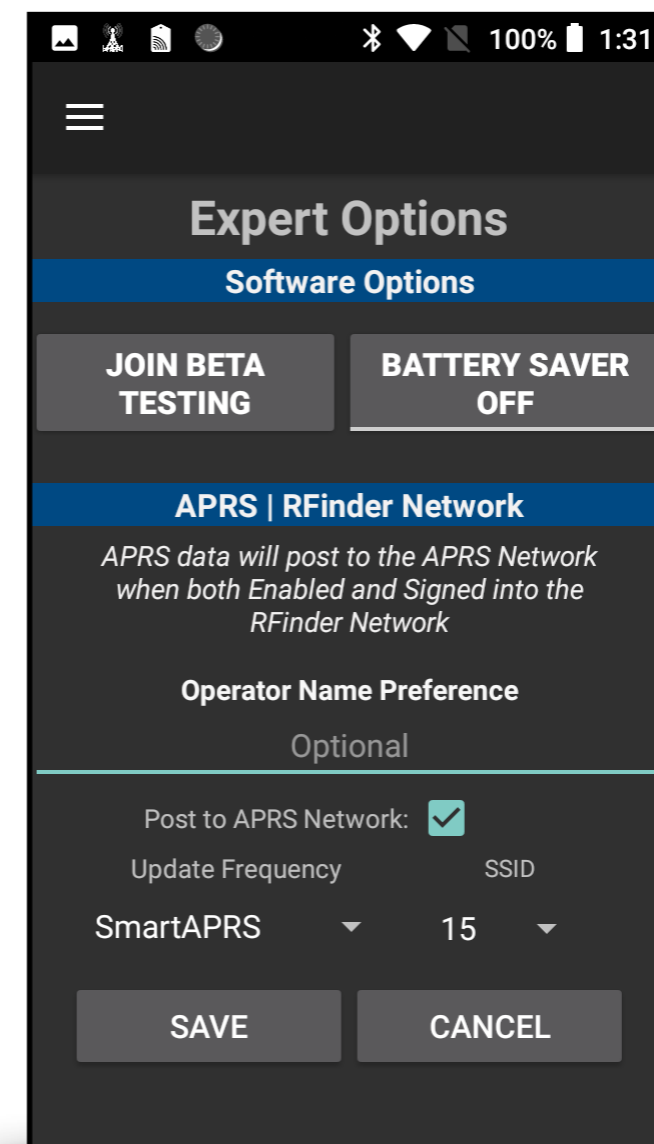 100% 1:31
Expert Options
Software Options
JOIN BETA
TESTING
BATTERY SAVER
OFF
APRS | RFinder Network
APRS data will post to the APRS Network
when both Enabled and Signed into the
RFinder Network
Operator Name Preference
Optional
Post to APRS Network:
Update Frequency SSID
SmartAPRS 15
SAVE CANCEL